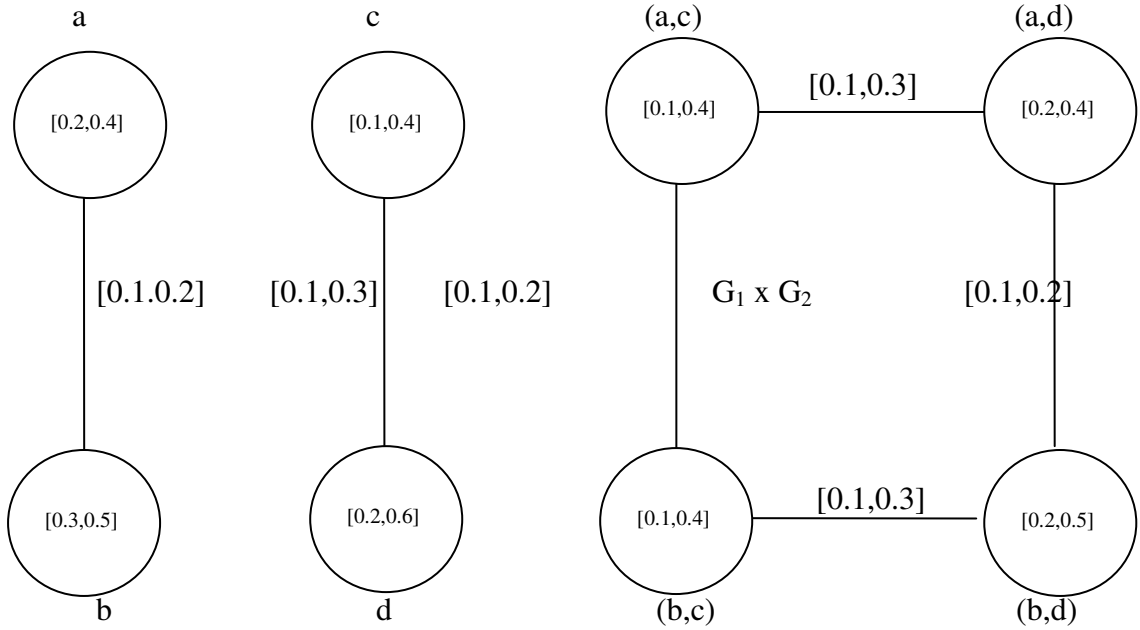 a
c
(a,c)
(a,d)
[0.1,0.3]
[0.2,0.4]
[0.1,0.4]
[0.1,0.4]
[0.2,0.4]
[0.1.0.2]
[0.1,0.3]
[0.1,0.2]
G₁ x G₂
[0.1,0.2]
[0.1,0.3]
[0.3,0.5]
[0.2,0.6]
[0.1,0.4]
[0.2,0.5]
b
d
(b,c)
(b,d)